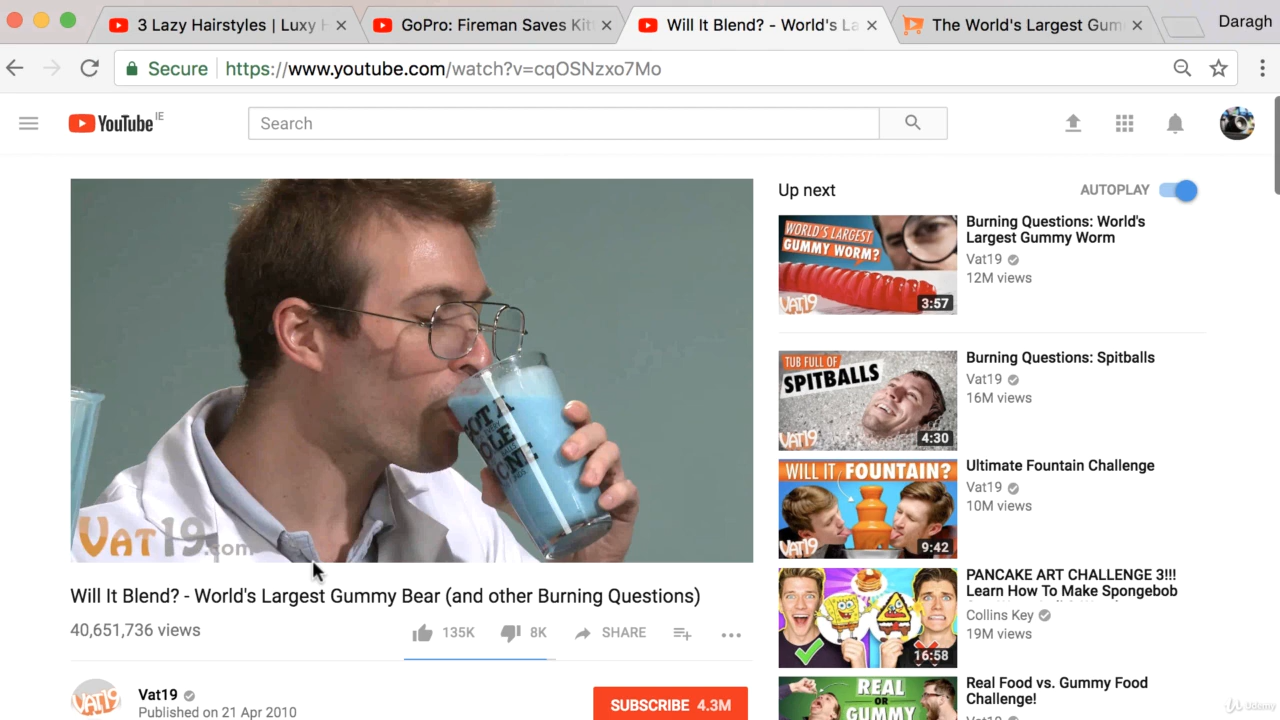 3 Lazy Hairstyles | Luxy H
GoPro: Fireman Saves Kitt
Will It Blend? - World's La
The World's Largest Gum
Daragh
Secure
https://www.youtube.com/watch?v=cqOSNzxo7Mo
YouTube IE
Search
Up next
AUTOPLAY
WORLD'S LARGEST
GUMMY WORM?
VAT19
3:57
Burning Questions: World's
Largest Gummy Worm
Vat19
12M views
TUB FULL OF
SPITBALLS
VAT19
4:30
Burning Questions: Spitballs
Vat19
16M views
WILL IT FOUNTAIN?
VAT19
9:42
Ultimate Fountain Challenge
Vat19
10M views
16:58
PANCAKE ART CHALLENGE 3!!!
Learn How To Make Spongebob
Collins Key
19M views
REAL
OR
GUMMY
Real Food vs. Gummy Food
Challenge!
VAT19.com
Will It Blend? - World's Largest Gummy Bear (and other Burning Questions)
40,651,736 views
135K
8K
SHARE
VAT19
Vat19
Published on 21 Apr 2010
SUBSCRIBE 4.3M
Udemy